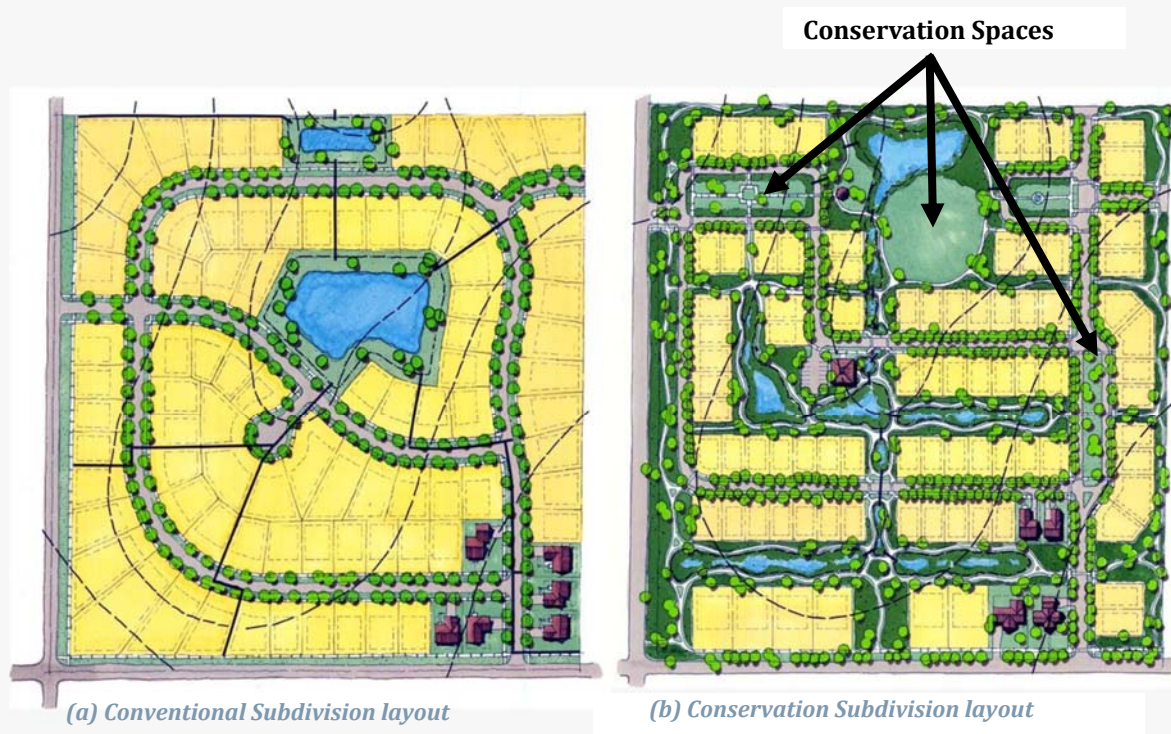 Conservation Spaces
(a) Conventional Subdivision layout
(b) Conservation Subdivision layout